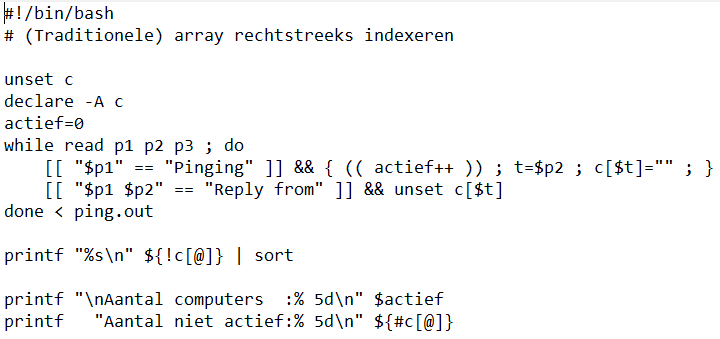 #!/bin/bash
# (Traditionele) array rechtstreeks indexeren

unset c
declare -A c
actief=0
while read p1 p2 p3 ; do
    [[ "$p1" == "Pinging" ]] && { (( actief++ )) ; t=$p2 ; c[$t]="" ; }
    [[ "$p1 $p2" == "Reply from" ]] && unset c[$t]
done < ping.out

printf "%s\n" ${!c[@]} | sort

printf "\nAantal computers  :% 5d\n" $actief
printf   "Aantal niet actief:% 5d\n" ${#c[@]}